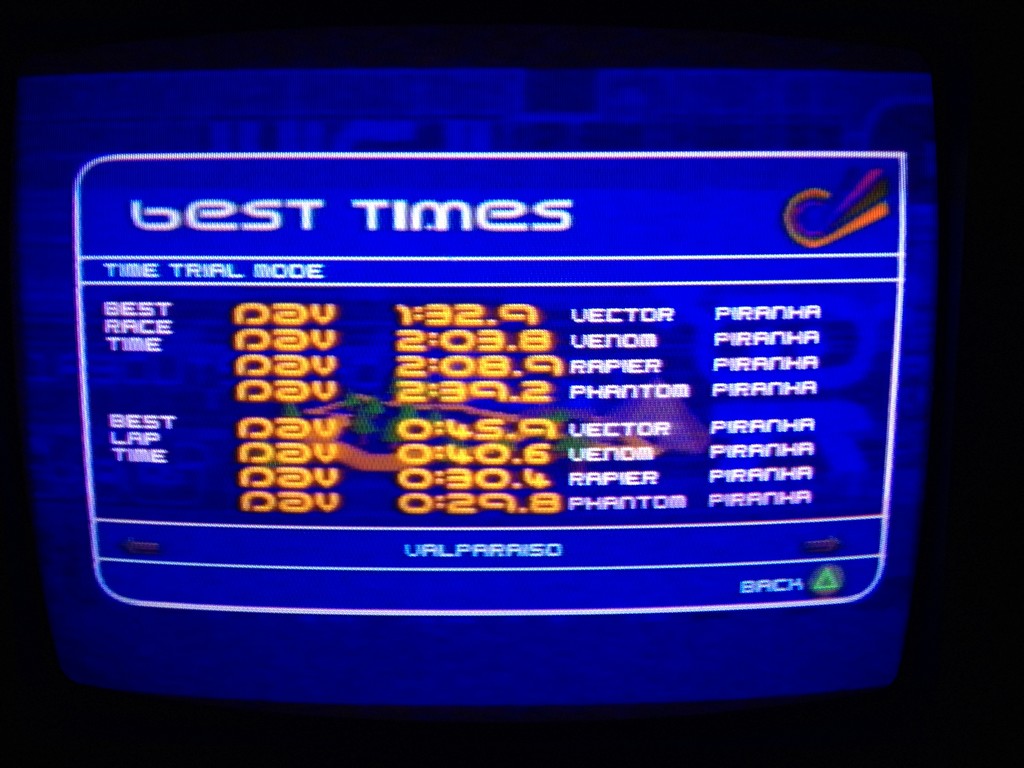 BEST TIMES
TIME TRIAL MODE
BEST RACE TIME
DAV 1:32.9 VECTOR PIRANHA
DAV 2:03.8 VENOM PIRANHA
DAV 2:08.9 RAPIER PIRANHA
DAV 2:39.2 PHANTOM PIRANHA
BEST LAP TIME
DAV 0:45.9 VECTOR PIRANHA
DAV 0:40.6 VENOM PIRANHA
DAV 0:30.4 RAPIER PIRANHA
DAV 0:29.8 PHANTOM PIRANHA
VALPARAISO
BACK